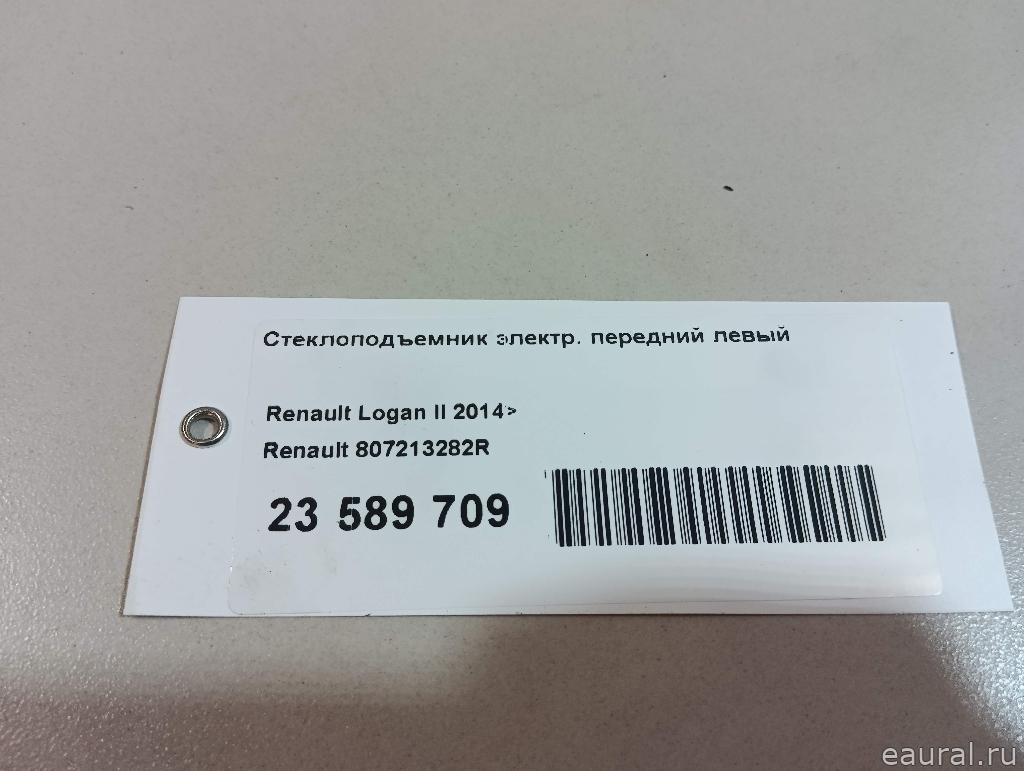 Стеклоподъемник электр. передний левый
Renault Logan II 2014>
Renault 807213282R
23 589 709
eaural.ru